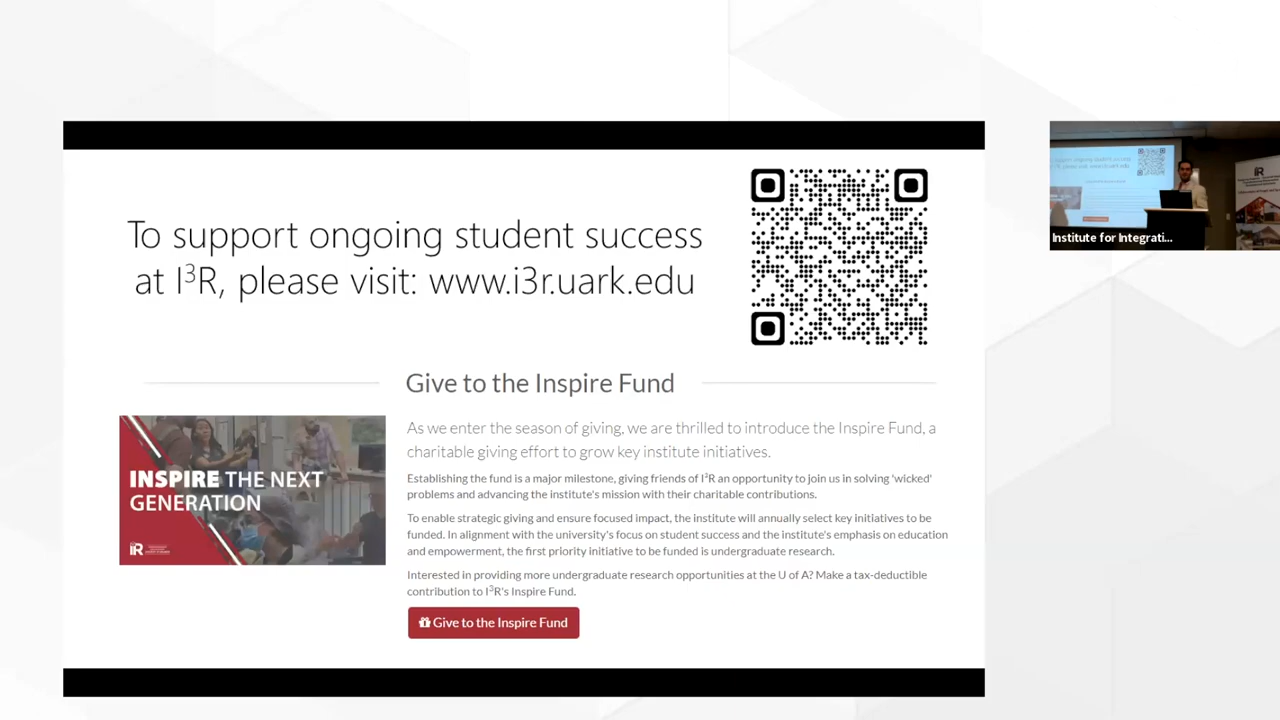 To support ongoing student success
at I³R, please visit: www.i3r.uark.edu
Give to the Inspire Fund
As we enter the season of giving, we are thrilled to introduce the Inspire Fund, a
charitable giving effort to grow key institute initiatives.
Establishing the fund is a major milestone, giving friends of I³R an opportunity to join us in solving 'wicked'
problems and advancing the institute's mission with their charitable contributions.
To enable strategic giving and ensure focused impact, the institute will annually select key initiatives to be
funded. In alignment with the university's focus on student success and the institute's emphasis on education
and empowerment, the first priority initiative to be funded is undergraduate research.
Interested in providing more undergraduate research opportunities at the U of A? Make a tax-deductible
contribution to I³R's Inspire Fund.
Give to the Inspire Fund
INSPIRE THE NEXT
GENERATION
Institute for Integrati...